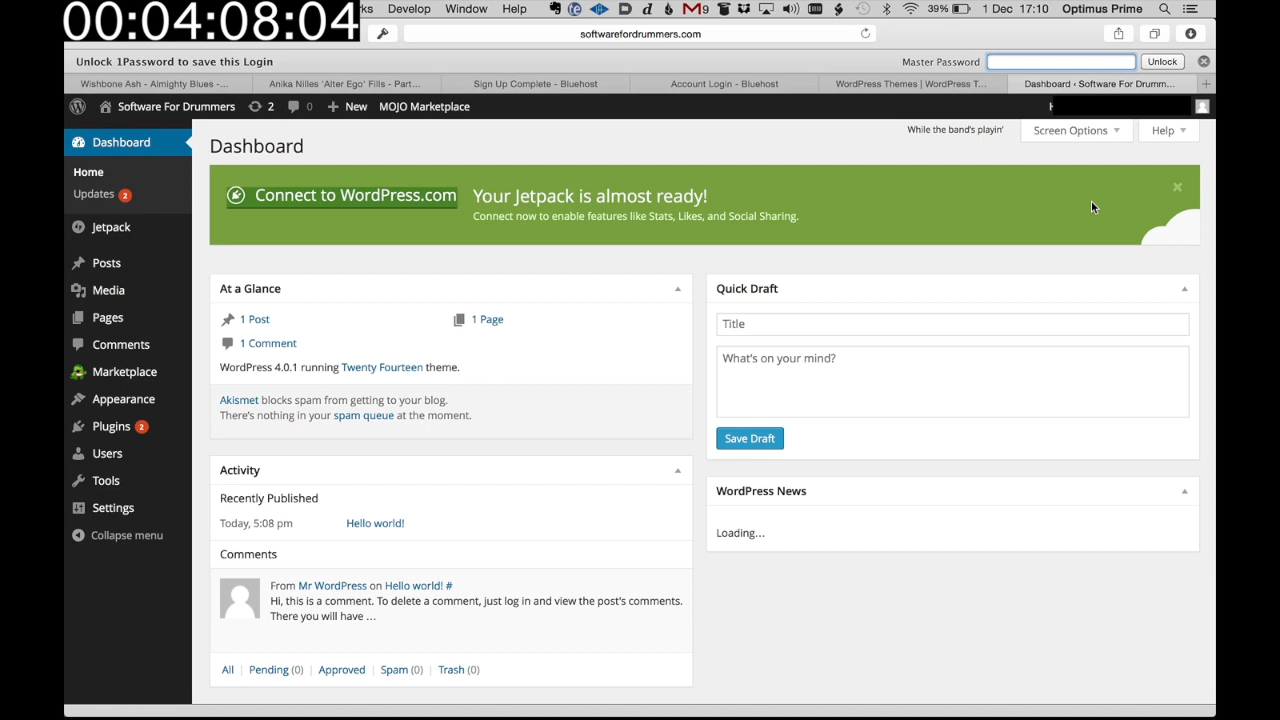 00:04:08:04
ks Develop Window Help 9 39% 1 Dec 17:10 Optimus Prime
softwarefordrummers.com
Unlock 1Password to save this Login Master Password Unlock
Wishbone Ash - Almighty Blues -... Anika Nilles 'Alter Ego' Fills - Part... Sign Up Complete - Bluehost Account Login - Bluehost WordPress Themes | WordPress T... Dashboard ‹ Software For Drumm...
Software For Drummers 2 0 New MOJO Marketplace
Dashboard
Home
Updates 2
Jetpack
Posts
Media
Pages
Comments
Marketplace
Appearance
Plugins 2
Users
Tools
Settings
Collapse menu
While the band's playin' Screen Options Help
Dashboard
Connect to WordPress.com
Your Jetpack is almost ready!
Connect now to enable features like Stats, Likes, and Social Sharing.
At a Glance
1 Post 1 Page
1 Comment
WordPress 4.0.1 running Twenty Fourteen theme.
Akismet blocks spam from getting to your blog.
There's nothing in your spam queue at the moment.
Activity
Recently Published
Today, 5:08 pm Hello world!
Comments
From Mr WordPress on Hello world! #
Hi, this is a comment. To delete a comment, just log in and view the post's comments.
There you will have ...
All | Pending (0) | Approved | Spam (0) | Trash (0)
Quick Draft
Title
What's on your mind?
Save Draft
WordPress News
Loading...